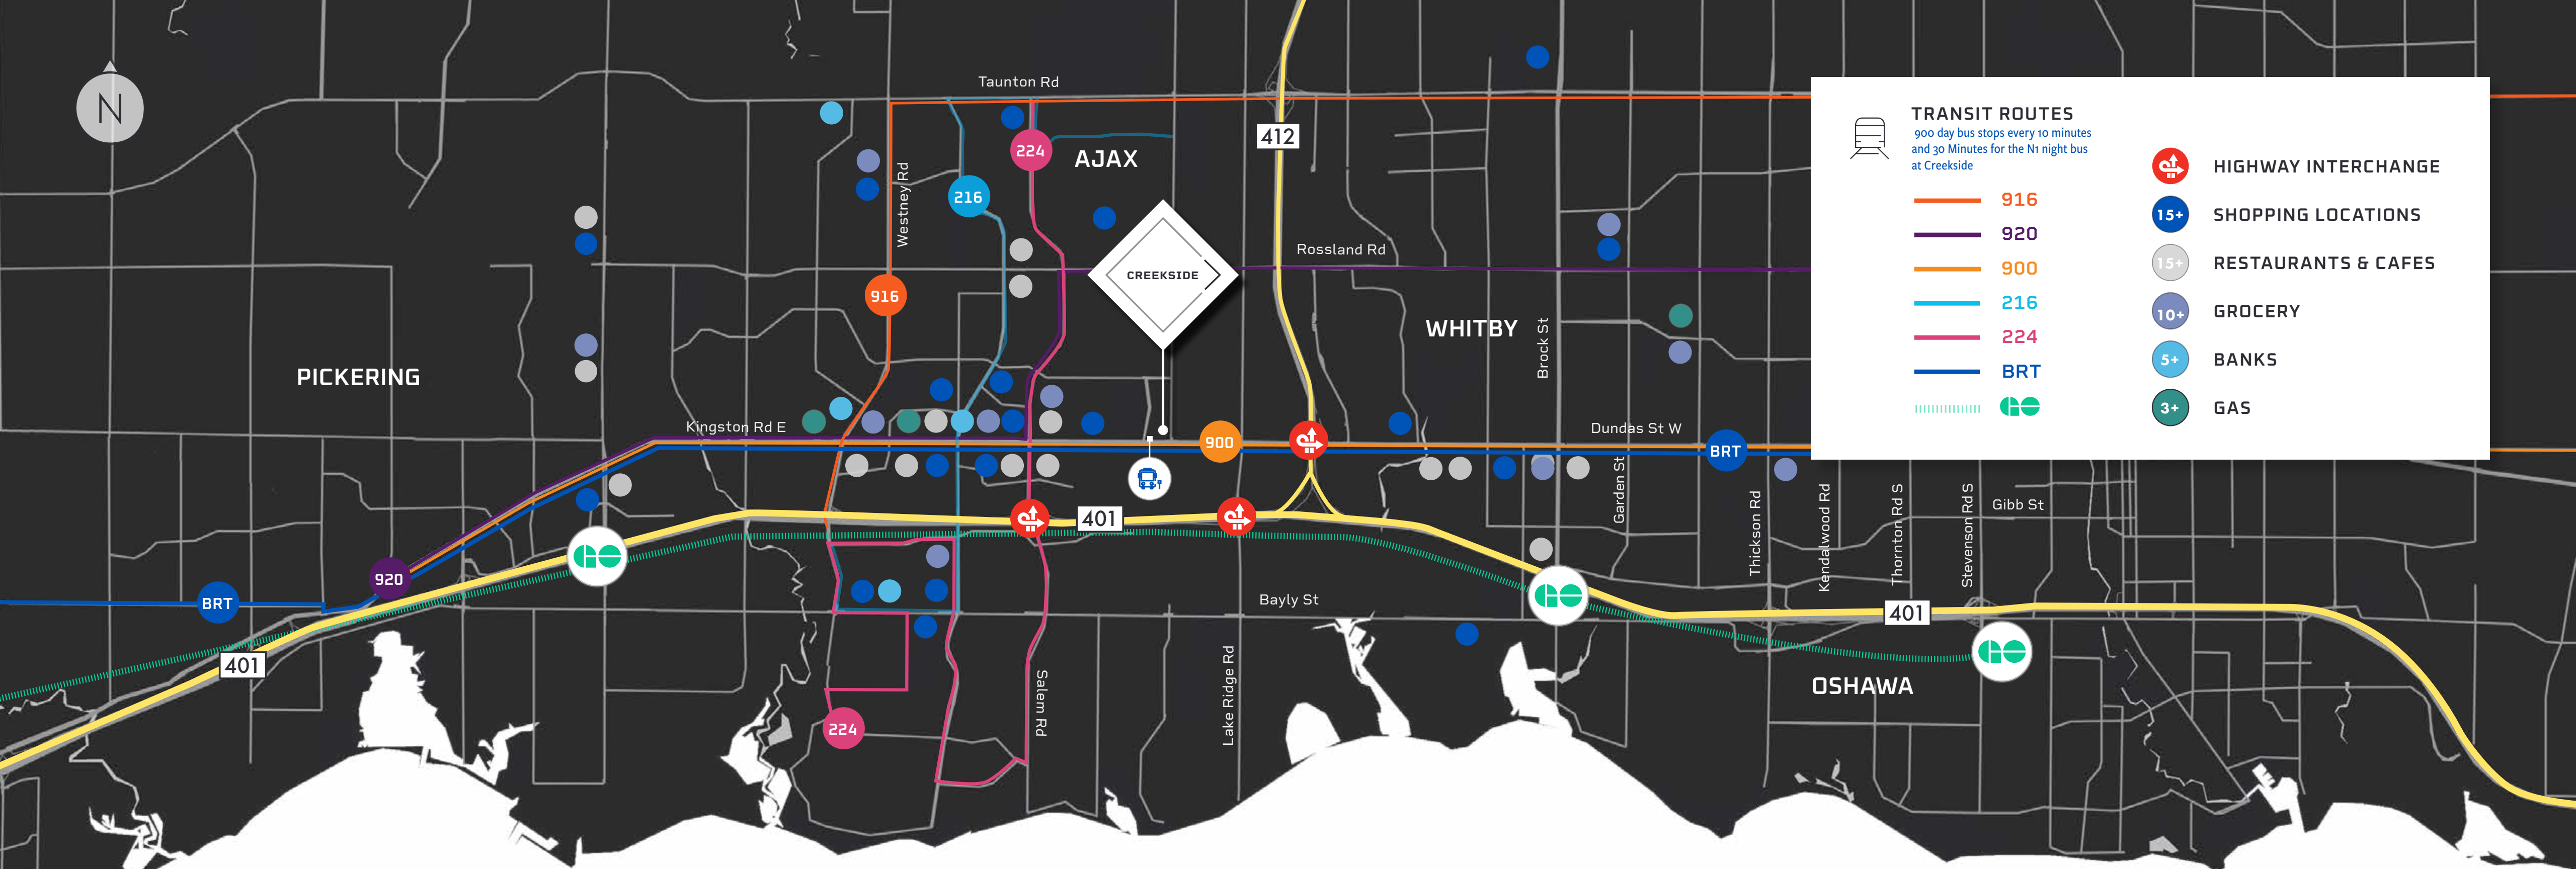 N
Taunton Rd
412
224
AJAX
216
Westney Rd
916
CREEKSIDE
Rossland Rd
WHITBY
Brock St
PICKERING
Kingston Rd E
900
Dundas St W
BRT
Garden St
920
BRT
401
401
401
Thickson Rd
Kendalwood Rd
Thornton Rd S
Stevenson Rd S
Gibb St
Bayly St
Salem Rd
Lake Ridge Rd
224
OSHAWA
TRANSIT ROUTES
900 day bus stops every 10 minutes
and 30 Minutes for the N1 night bus
at Creekside
916
920
900
216
224
BRT
GO
HIGHWAY INTERCHANGE
15+ SHOPPING LOCATIONS
15+ RESTAURANTS & CAFES
10+ GROCERY
5+ BANKS
3+ GAS
GO
GO
GO